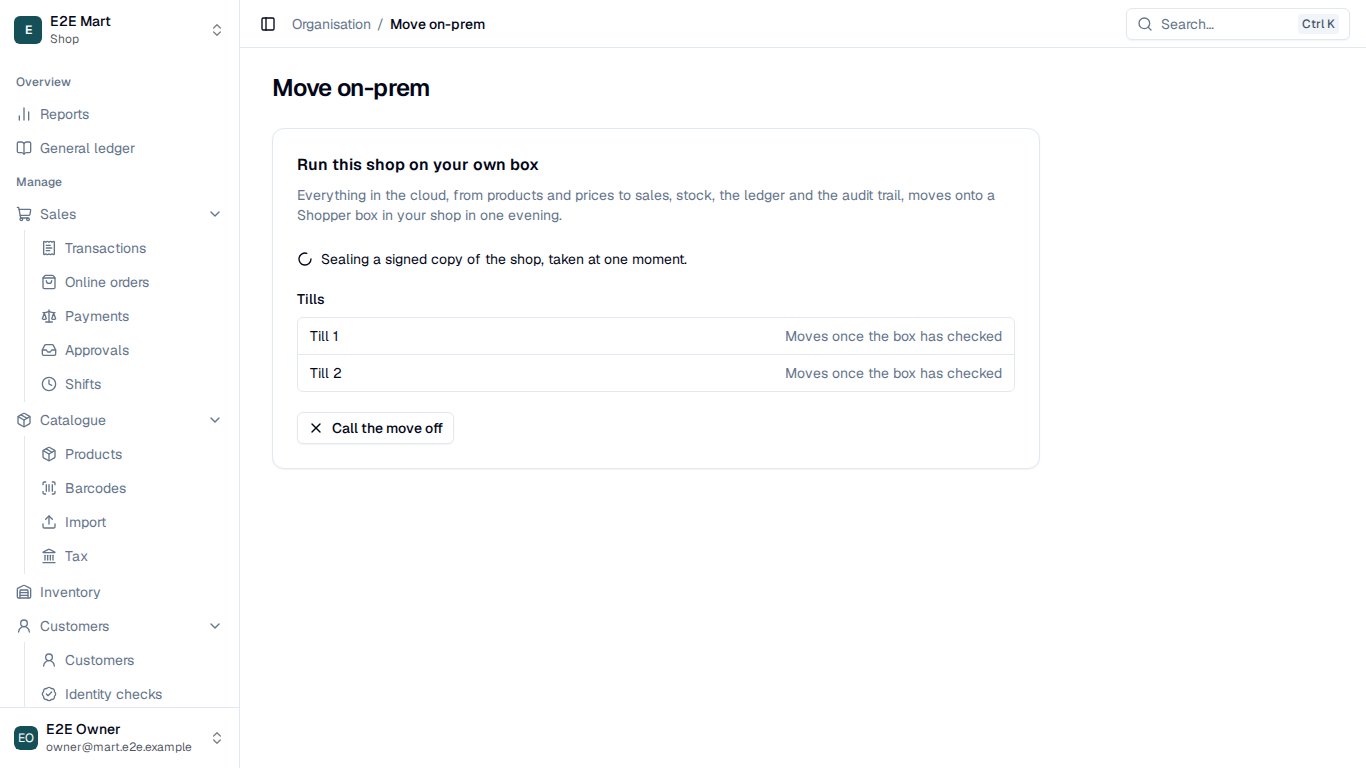 E
E2E Mart
Shop
Organisation / Move on-prem
Search...
Ctrl K
Overview
Reports
General ledger
Manage
Sales
Transactions
Online orders
Payments
Approvals
Shifts
Catalogue
Products
Barcodes
Import
Tax
Inventory
Customers
Customers
Identity checks
EO
E2E Owner
owner@mart.e2e.example
Move on-prem
Run this shop on your own box
Everything in the cloud, from products and prices to sales, stock, the ledger and the audit trail, moves onto a
Shopper box in your shop in one evening.
Sealing a signed copy of the shop, taken at one moment.
Tills
Till 1
Moves once the box has checked
Till 2
Moves once the box has checked
Call the move off